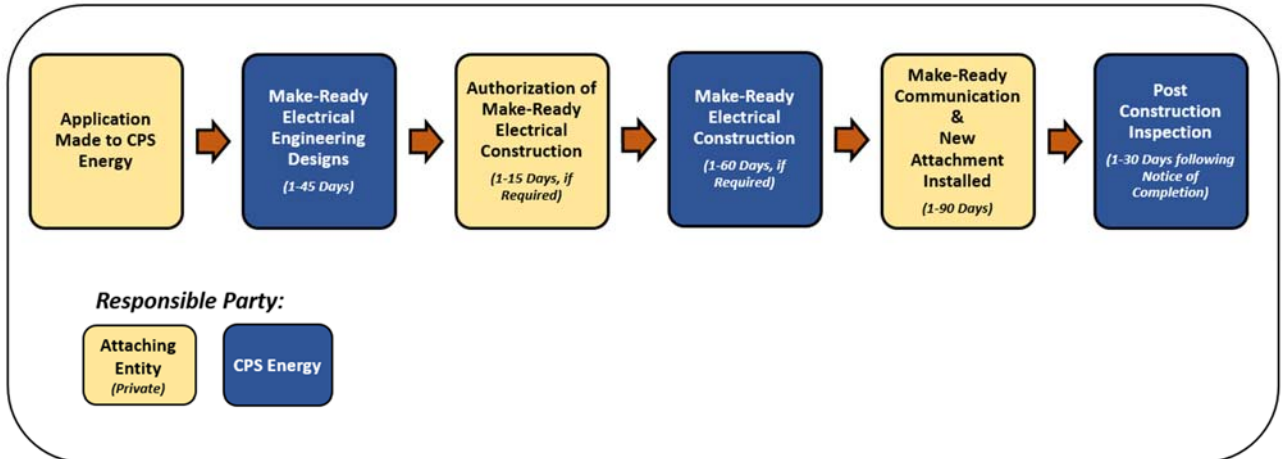 Application
Made to CPS
Energy
Make-Ready
Electrical
Engineering
Designs
(1-45 Days)
Authorization of
Make-Ready
Electrical
Construction
(1-15 Days, if
Required)
Make-Ready
Electrical
Construction
(1-60 Days, if
Required)
Make-Ready
Communication
&
New
Attachment
Installed
(1-90 Days)
Post
Construction
Inspection
(1-30 Days following
Notice of
Completion)
Responsible Party:
Attaching
Entity
(Private)
CPS Energy